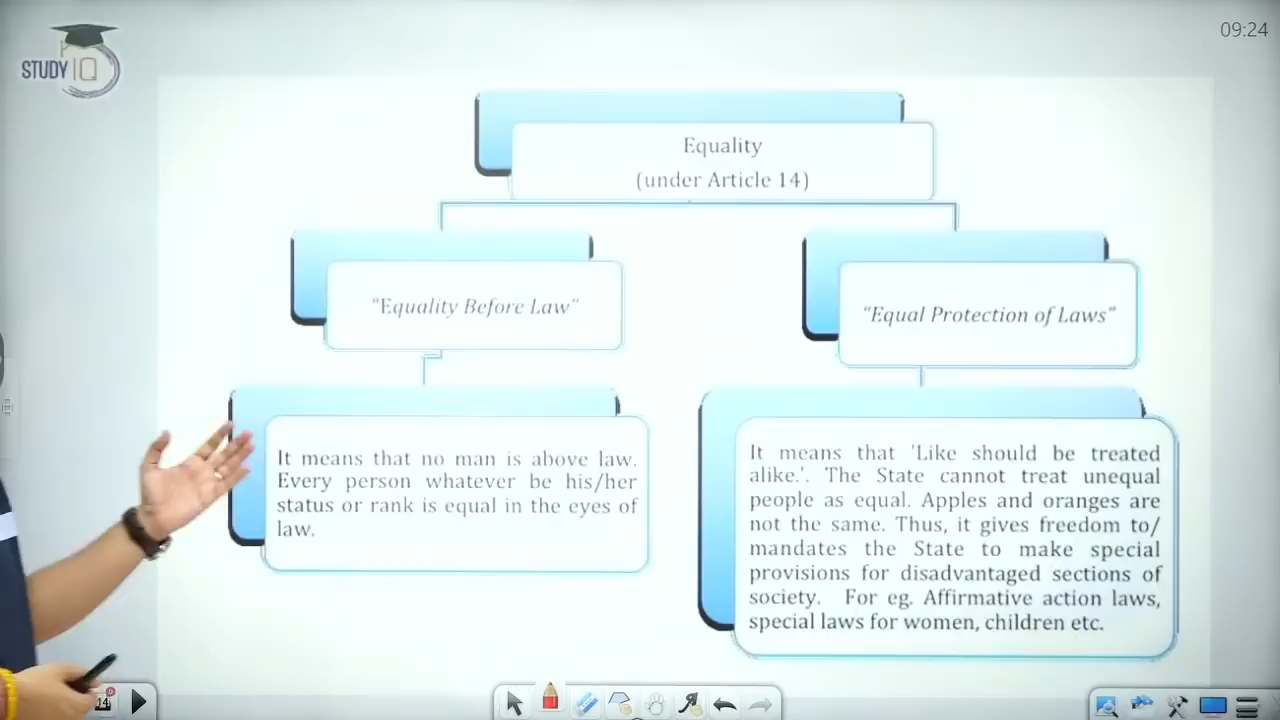 09:24
STUDY IQ
Equality
(under Article 14)
"Equality Before Law"
"Equal Protection of Laws"
It means that no man is above law.
Every person whatever be his/her
status or rank is equal in the eyes of
law.
It means that 'Like should be treated
alike.'. The State cannot treat unequal
people as equal. Apples and oranges are
not the same. Thus, it gives freedom to/
mandates the State to make special
provisions for disadvantaged sections of
society. For eg. Affirmative action laws,
special laws for women, children etc.
14